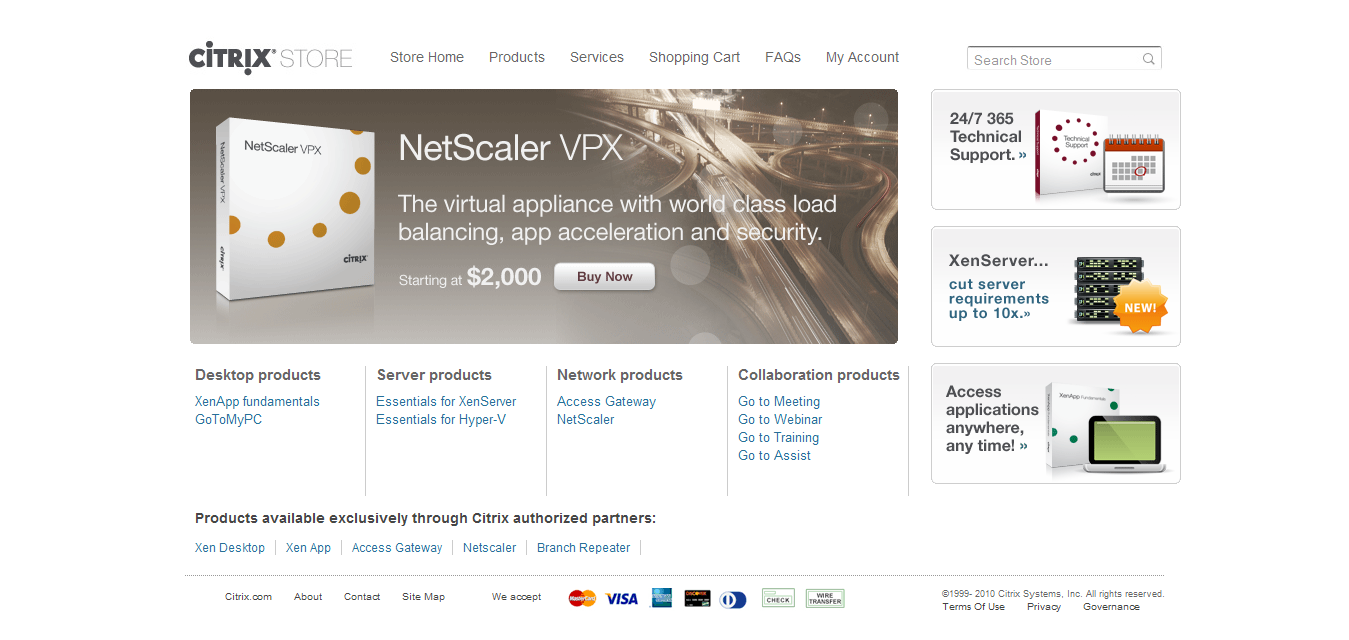 CITRIX® STORE
Store Home
Products
Services
Shopping Cart
FAQs
My Account
Search Store
NetScaler VPX
NetScaler VPX
CITRIX
citrix
NetScaler VPX
The virtual appliance with world class load
balancing, app acceleration and security.
Starting at $2,000
Buy Now
24/7 365
Technical
Support. »
Technical
Support
citrix
XenServer...
cut server
requirements
up to 10x.»
NEW!
Access
applications
anywhere,
any time! »
XenApp Fundamentals
Desktop products
XenApp fundamentals
GoToMyPC
Server products
Essentials for XenServer
Essentials for Hyper-V
Network products
Access Gateway
NetScaler
Collaboration products
Go to Meeting
Go to Webinar
Go to Training
Go to Assist
Products available exclusively through Citrix authorized partners:
Xen Desktop
Xen App
Access Gateway
Netscaler
Branch Repeater
Citrix.com
About
Contact
Site Map
We accept
MasterCard
VISA
CHECK
WIRE
TRANSFER
©1999- 2010 Citrix Systems, Inc. All rights reserved.
Terms Of Use
Privacy
Governance